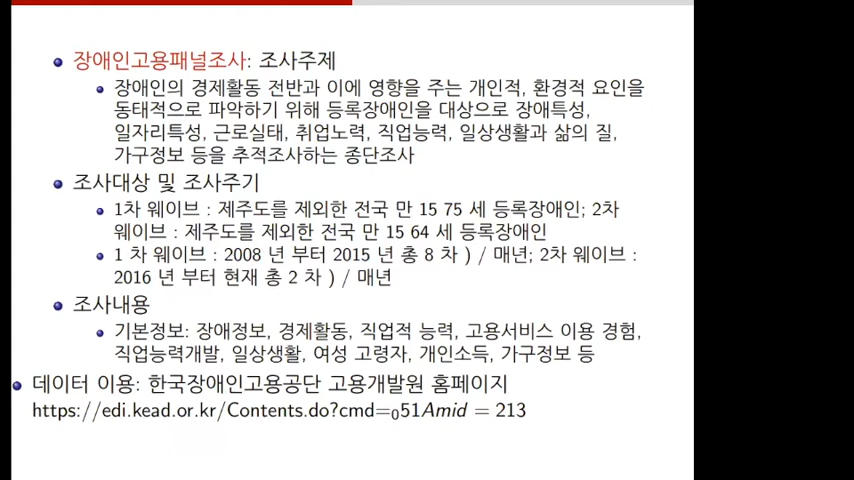 장애인고용패널조사: 조사주제
장애인의 경제활동 전반과 이에 영향을 주는 개인적, 환경적 요인을
동태적으로 파악하기 위해 등록장애인을 대상으로 장애특성,
일자리특성, 근로실태, 취업노력, 직업능력, 일상생활과 삶의 질,
가구정보 등을 추적조사하는 종단조사
조사대상 및 조사주기
1차 웨이브 : 제주도를 제외한 전국 만 15 75 세 등록장애인; 2차
웨이브 : 제주도를 제외한 전국 만 15 64 세 등록장애인
1 차 웨이브 : 2008 년 부터 2015 년 총 8 차 ) / 매년; 2차 웨이브 :
2016 년 부터 현재 총 2 차 ) / 매년
조사내용
기본정보: 장애정보, 경제활동, 직업적 능력, 고용서비스 이용 경험,
직업능력개발, 일상생활, 여성 고령자, 개인소득, 가구정보 등
데이터 이용: 한국장애인고용공단 고용개발원 홈페이지
https://edi.kead.or.kr/Contents.do?cmd=₀51Amid = 213